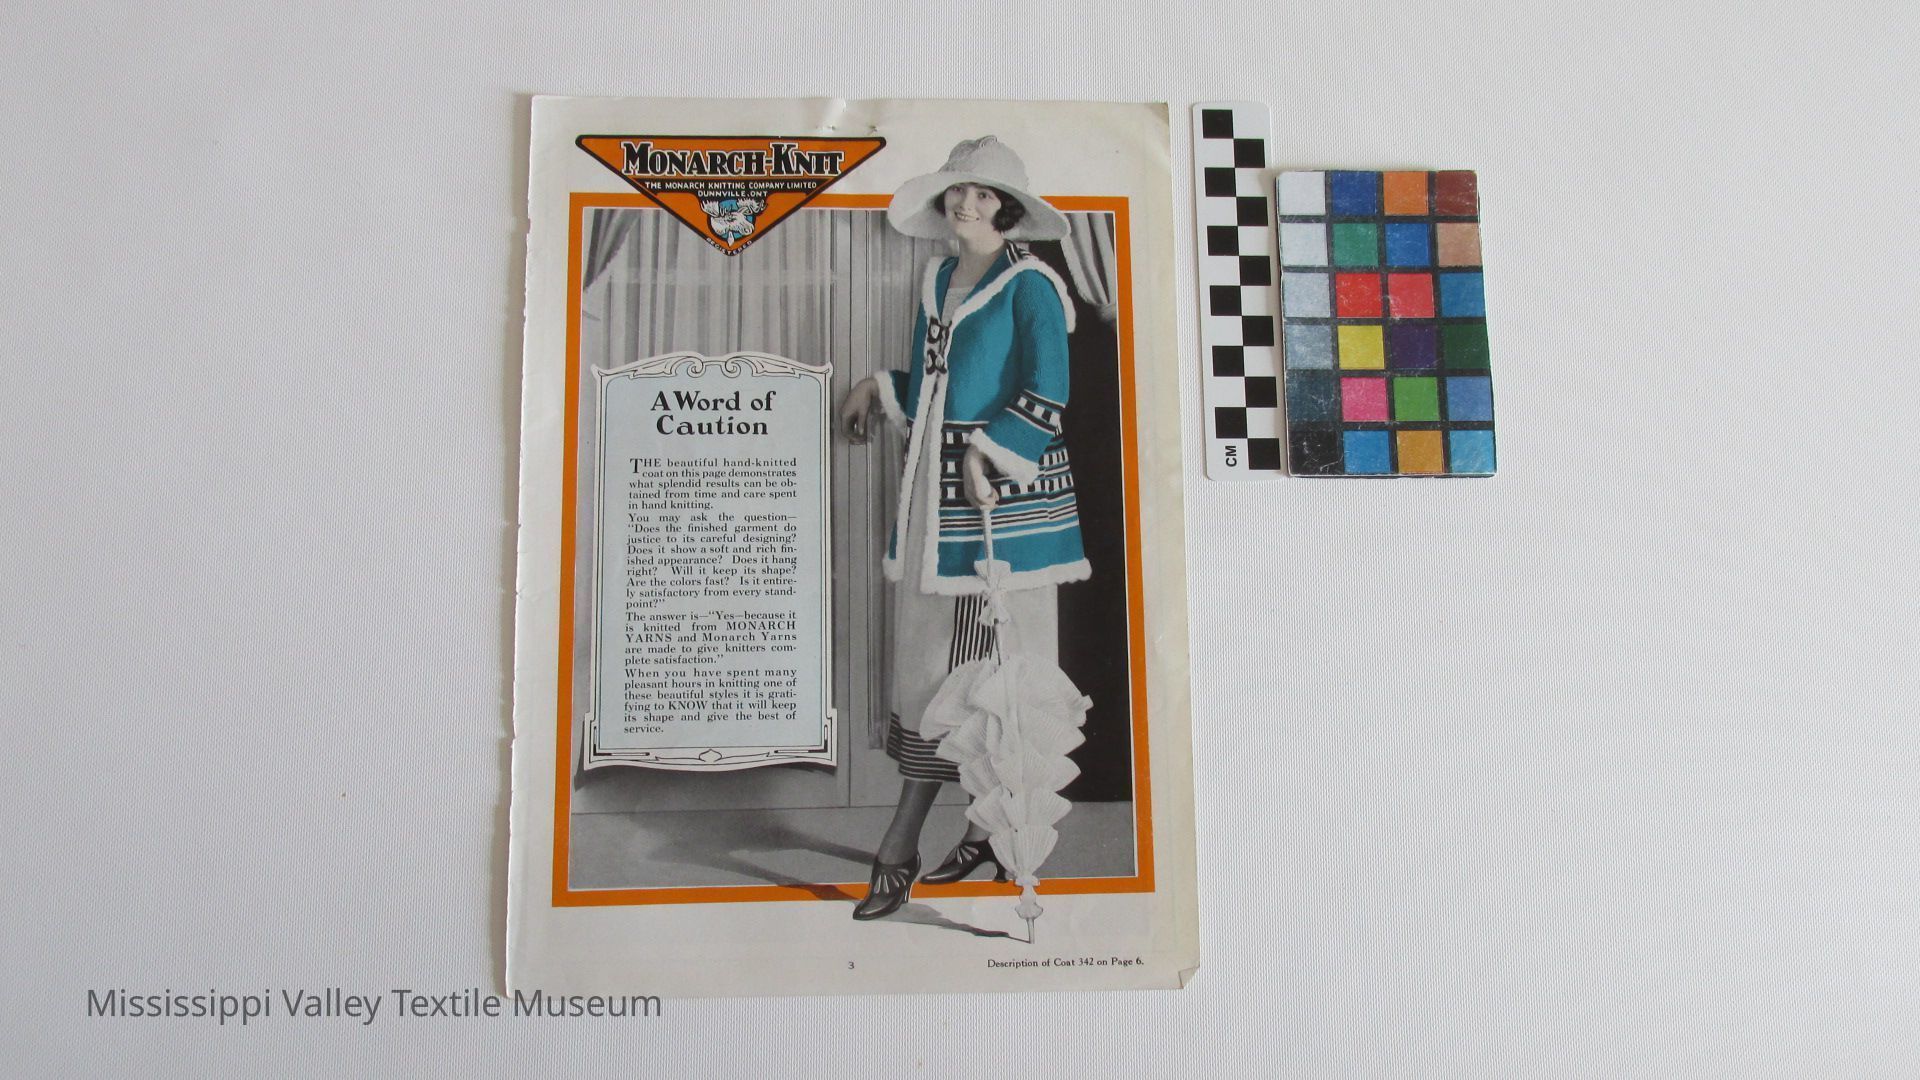 MONARCH-KNIT
THE MONARCH KNITTING COMPANY LIMITED
DUNNVILLE, ONT
REGISTERED
A Word of
Caution
THE beautiful hand-knitted
coat on this page demonstrates
what splendid results can be ob-
tained from time and care spent
in hand knitting.
You may ask the question—
"Does the finished garment do
justice to its careful designing?
Does it show a soft and rich fin-
ished appearance? Does it hang
right? Will it keep its shape?
Are the colors fast? Is it entire-
ly satisfactory from every stand-
point?"
The answer is—"Yes—because it
is knitted from MONARCH
YARNS and Monarch Yarns
are made to give knitters com-
plete satisfaction."
When you have spent many
pleasant hours in knitting one of
these beautiful styles it is grati-
fying to KNOW that it will keep
its shape and give the best of
service.
3
Description of Coat 342 on Page 6.
CM
Mississippi Valley Textile Museum